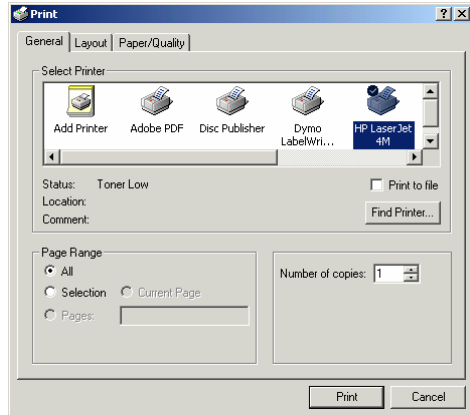 Print
General Layout Paper/Quality
Select Printer
Add Printer Adobe PDF Disc Publisher Dymo LabelWri... HP LaserJet 4M
Status: Toner Low
Print to file
Location:
Comment:
Find Printer...
Page Range
All
Selection Current Page
Pages:
Number of copies: 1
Print Cancel